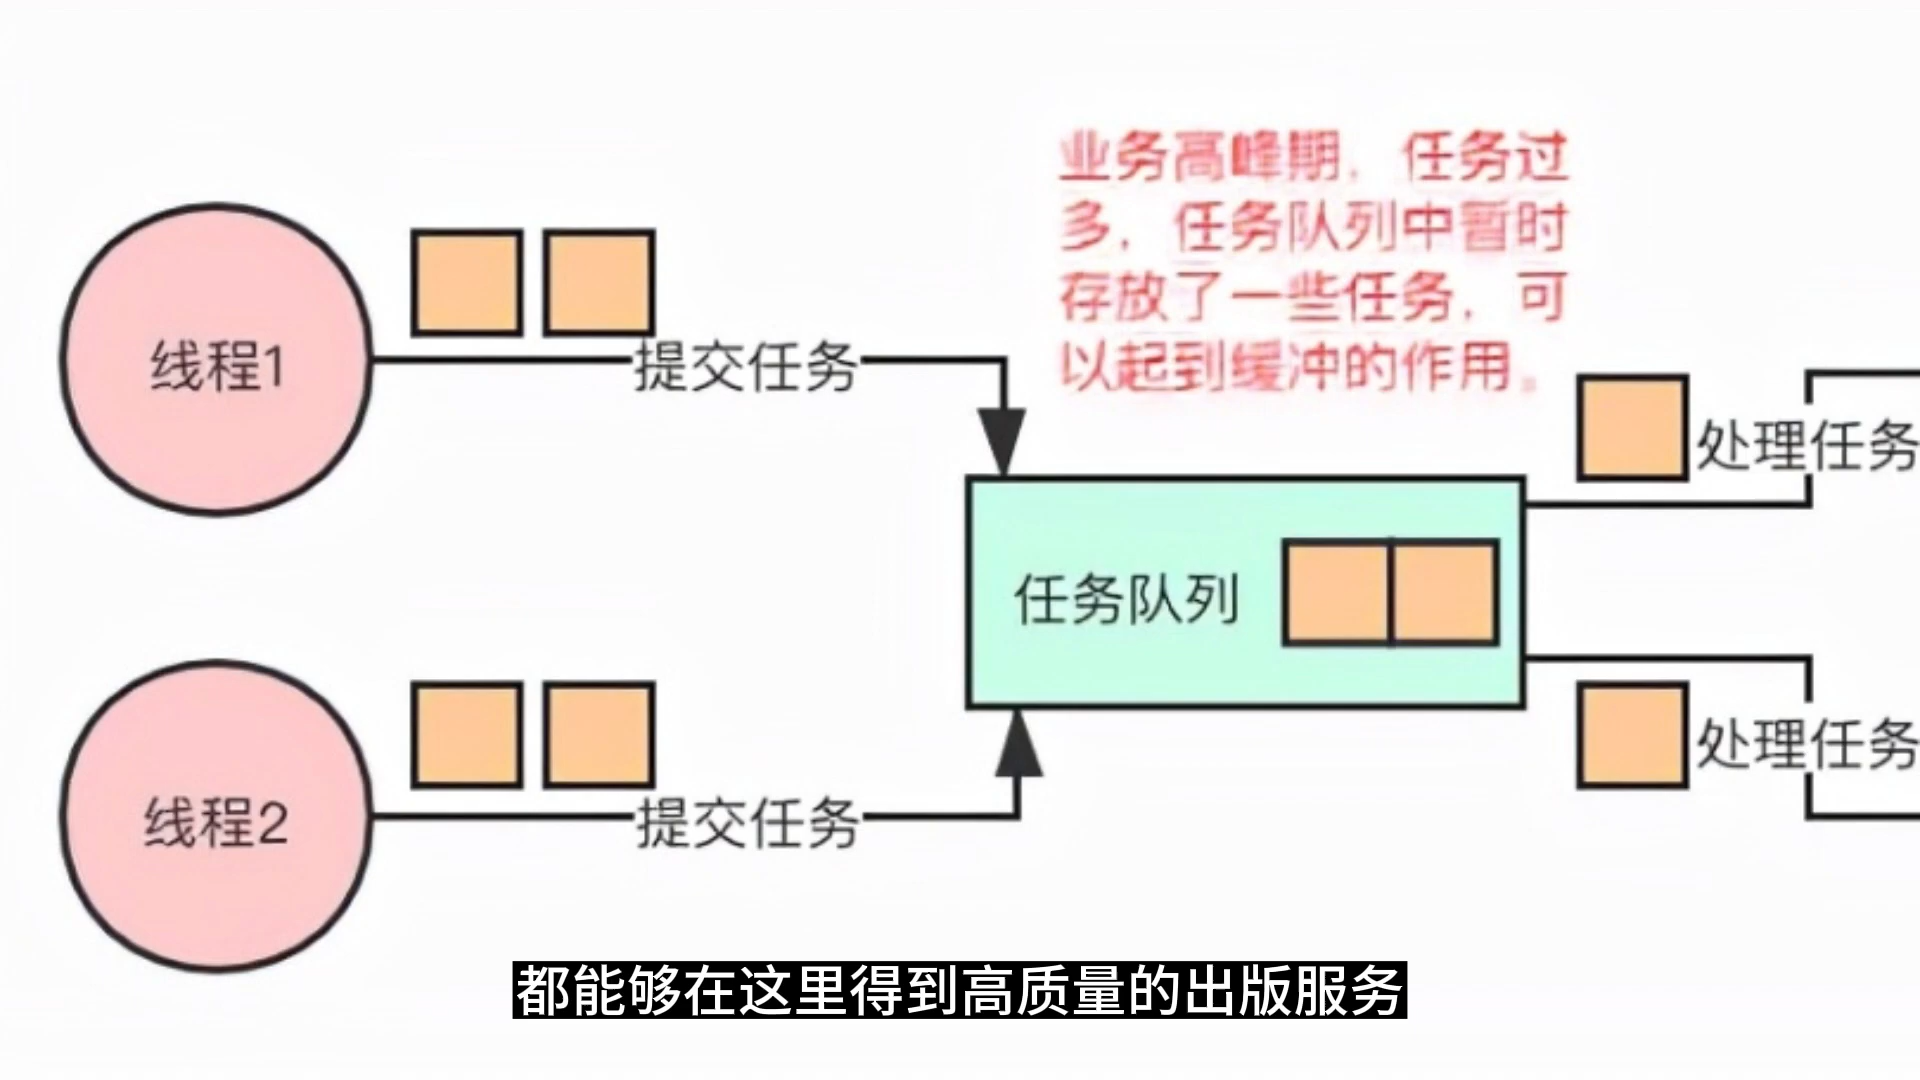 业务高峰期，任务过
多，任务队列中暂时
存放了一些任务，可
以起到缓冲的作用。
线程1
提交任务
处理任务
任务队列
线程2
提交任务
处理任务
都能够在这里得到高质量的出版服务